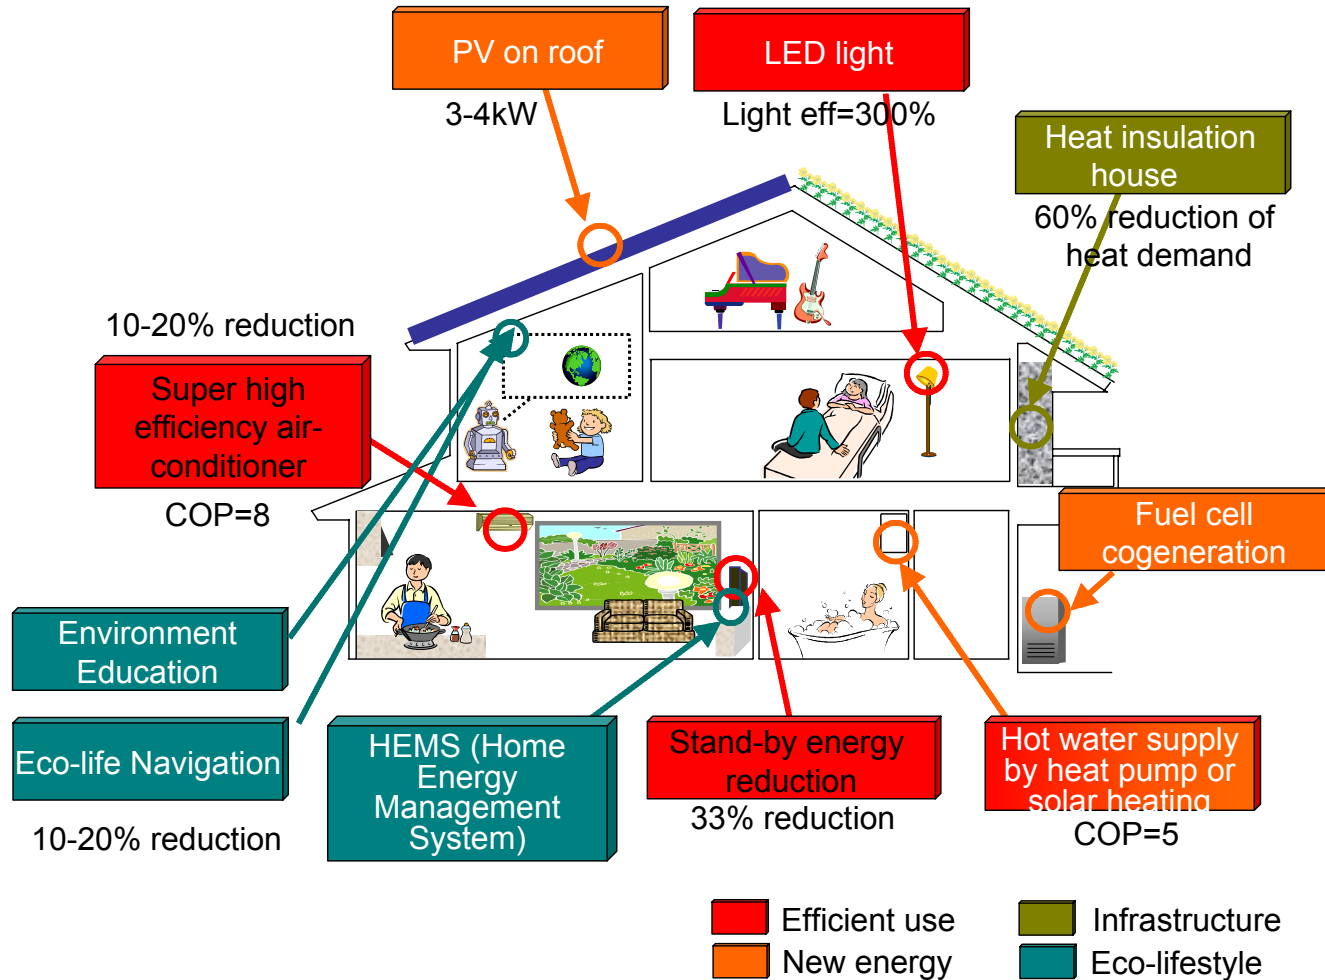 PV on roof
3-4kW
LED light
Light eff=300%
Heat insulation
house
60% reduction of
heat demand
10-20% reduction
Super high
efficiency air-
conditioner
COP=8
Fuel cell
cogeneration
Environment
Education
Eco-life Navigation
10-20% reduction
HEMS (Home
Energy
Management
System)
Stand-by energy
reduction
33% reduction
Hot water supply
by heat pump or
solar heating
COP=5
Efficient use
New energy
Infrastructure
Eco-lifestyle